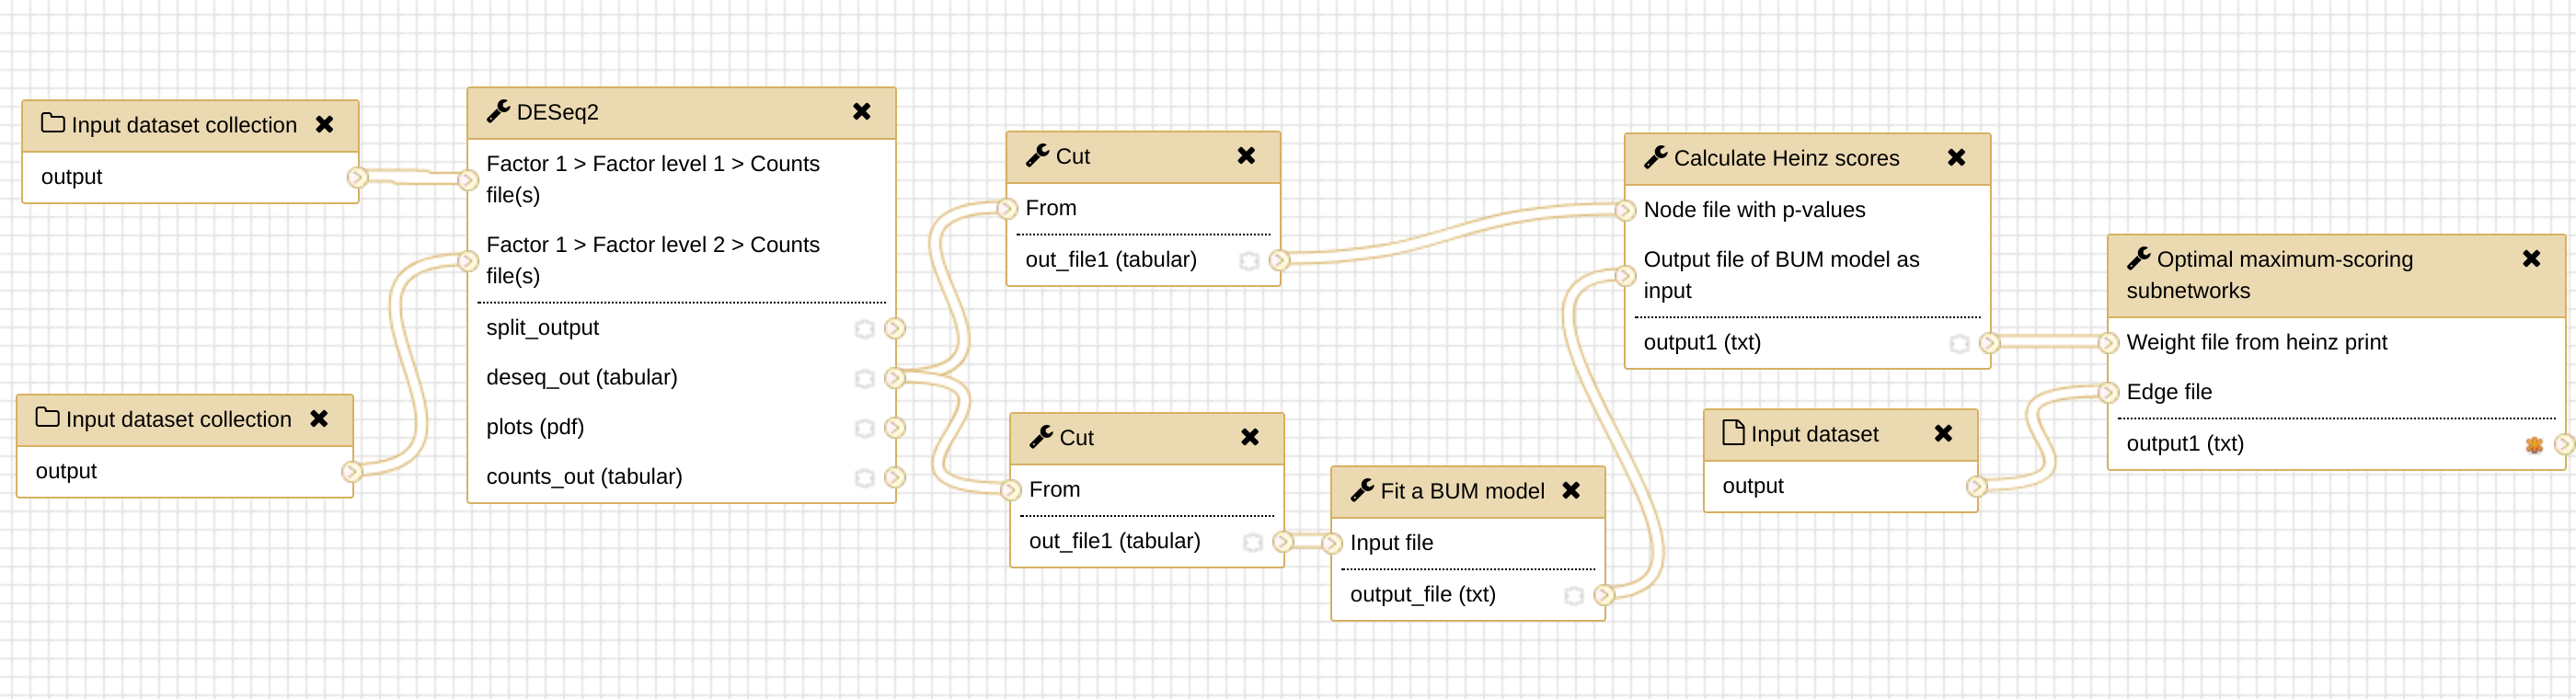 Input dataset collection
output
Input dataset collection
output
DESeq2
Factor 1 > Factor level 1 > Counts
file(s)
Factor 1 > Factor level 2 > Counts
file(s)
split_output
deseq_out (tabular)
plots (pdf)
counts_out (tabular)
Cut
From
out_file1 (tabular)
Cut
From
out_file1 (tabular)
Fit a BUM model
Input file
output_file (txt)
Calculate Heinz scores
Node file with p-values
Output file of BUM model as
input
output1 (txt)
Input dataset
output
Optimal maximum-scoring
subnetworks
Weight file from heinz print
Edge file
output1 (txt)